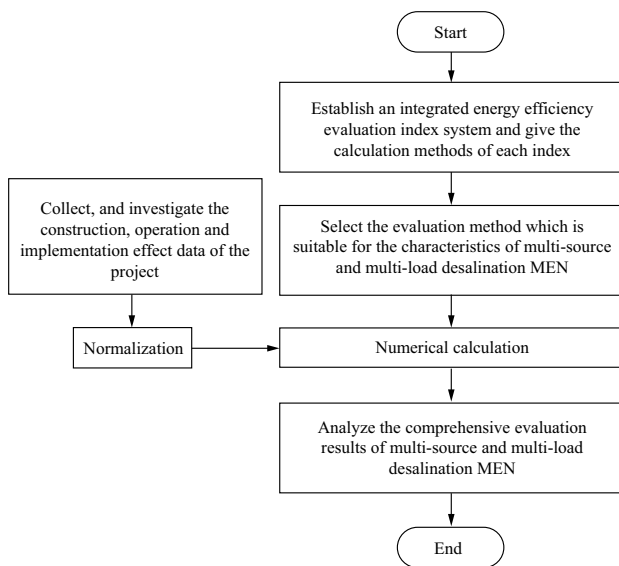 Start
Establish an integrated energy efficiency
evaluation index system and give the
calculation methods of each index
Collect, and investigate the
construction, operation and
implementation effect data of the
project
Select the evaluation method which is
suitable for the characteristics of multi-source
and multi-load desalination MEN
Normalization
Numerical calculation
Analyze the comprehensive evaluation
results of multi-source and multi-load
desalination MEN
End